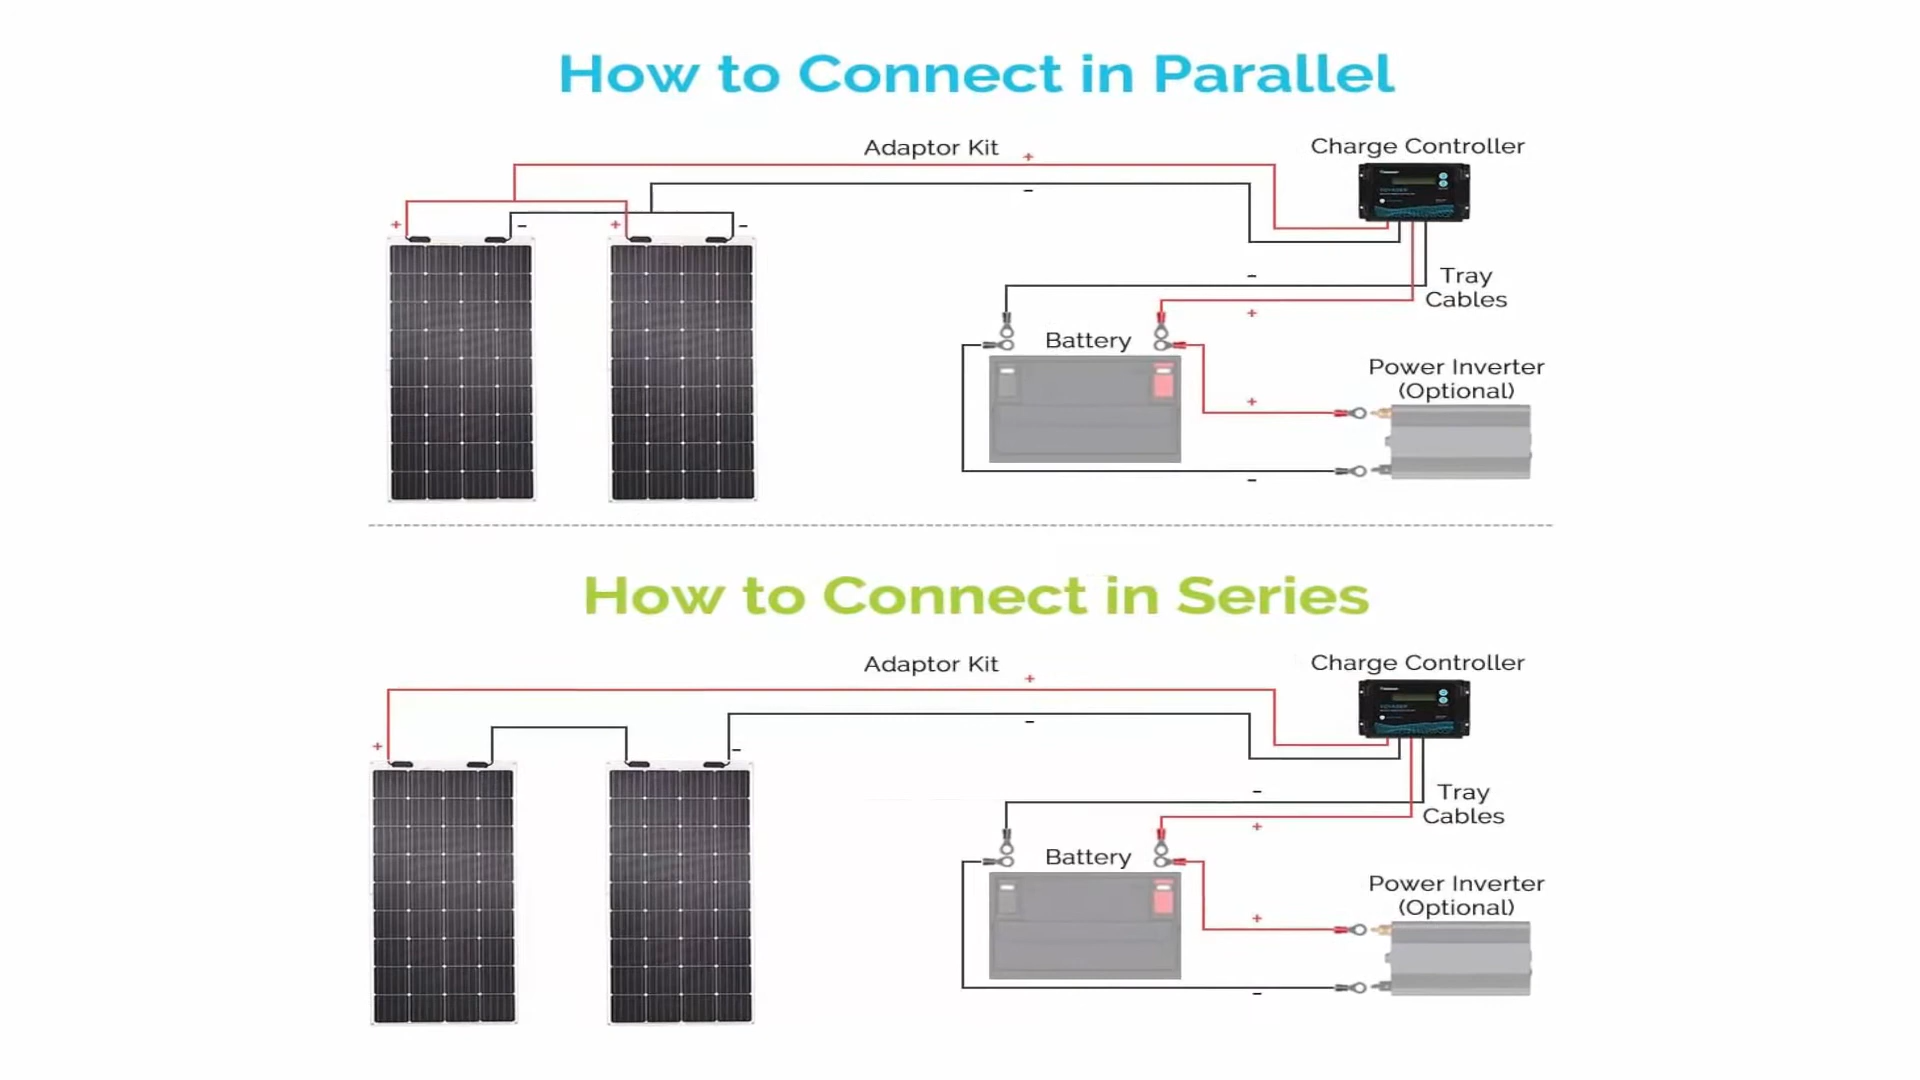 How to Connect in Parallel
Adaptor Kit
Charge Controller
+
-
+
-
+
-
-
Tray
Cables
+
Battery
Power Inverter
(Optional)
+
-
How to Connect in Series
Adaptor Kit
Charge Controller
+
-
+
-
-
Tray
Cables
+
Battery
Power Inverter
(Optional)
+
-